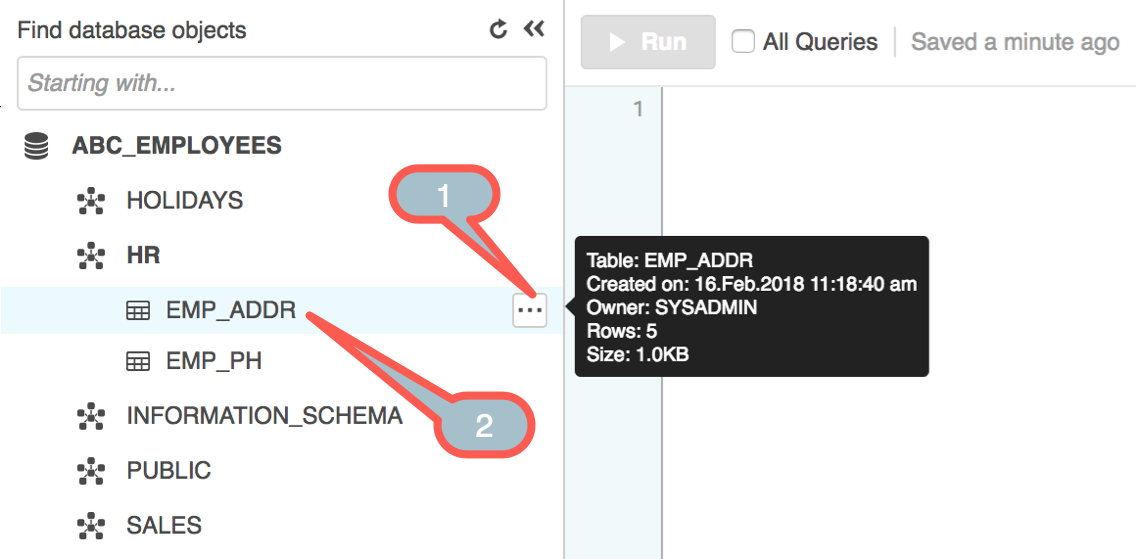 Find database objects
Starting with...
ABC_EMPLOYEES
HOLIDAYS
HR
EMP_ADDR
EMP_PH
INFORMATION_SCHEMA
PUBLIC
SALES
1
2
Run
All Queries
Saved a minute ago
1
Table: EMP_ADDR
Created on: 16.Feb.2018 11:18:40 am
Owner: SYSADMIN
Rows: 5
Size: 1.0KB